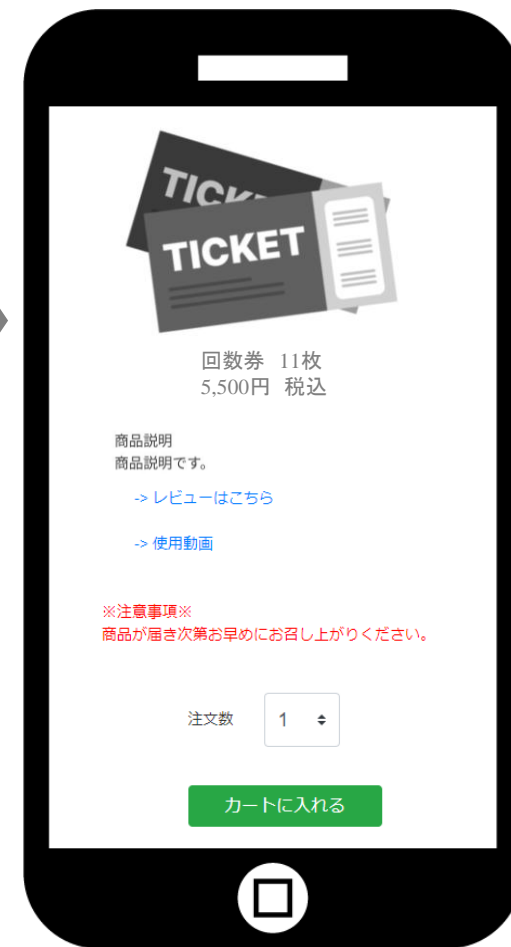 TICKET
TICKET
回数券 11枚
5,500円 税込
商品説明
商品説明です。
-> レビューはこちら
-> 使用動画
※注意事項※
商品が届き次第お早めにお召し上がりください。
注文数 1
カートに入れる